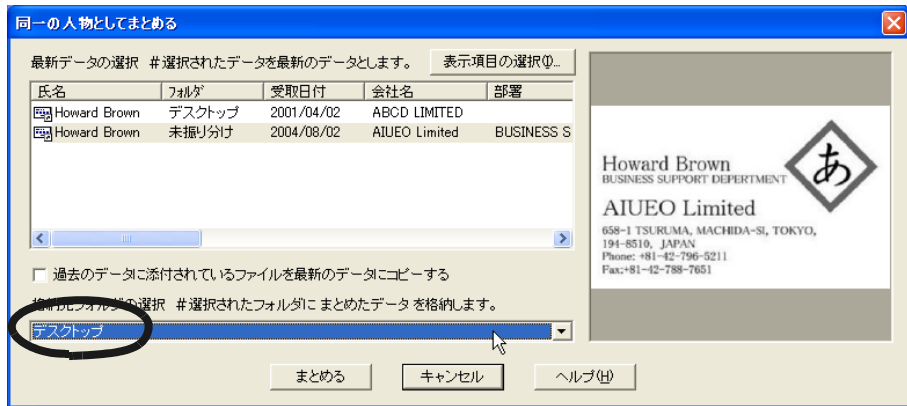 同一の人物としてまとめる
最新データの選択 #選択されたデータを最新のデータとします。 表示項目の選択(I)...
氏名 フォルダ 受取日付 会社名 部署
Howard Brown デスクトップ 2001/04/02 ABCD LIMITED
Howard Brown 未振り分け 2004/08/02 AIUEO Limited BUSINESS S
あ
Howard Brown
BUSINESS SUPPORT DEPERTMENT
AIUEO Limited
658-1 TSURUMA, MACHIDA-SI, TOKYO,
194-8510, JAPAN
Phone: +81-42-796-5211
Fax:+81-42-788-7651
過去のデータに添付されているファイルを最新のデータにコピーする
格納先フォルダの選択 #選択されたフォルダに まとめたデータ を格納します。
デスクトップ
まとめる キャンセル ヘルプ(H)